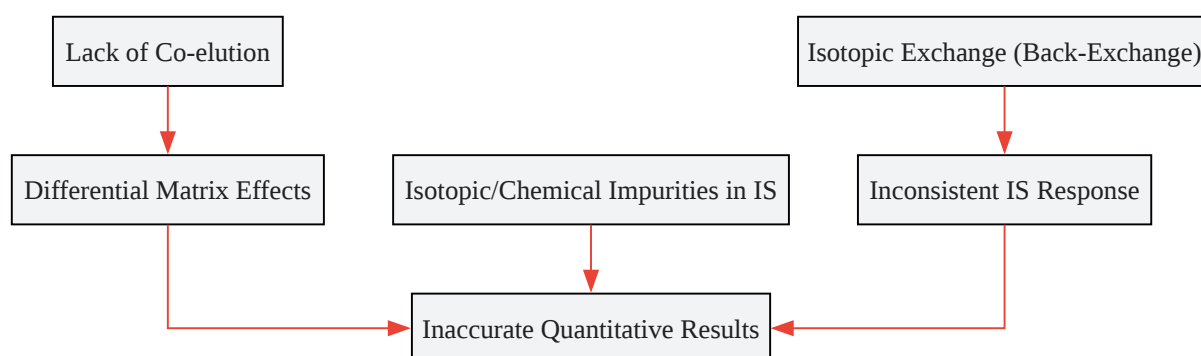 Lack of Co-elution
Isotopic Exchange (Back-Exchange)
Differential Matrix Effects
Isotopic/Chemical Impurities in IS
Inconsistent IS Response
Inaccurate Quantitative Results